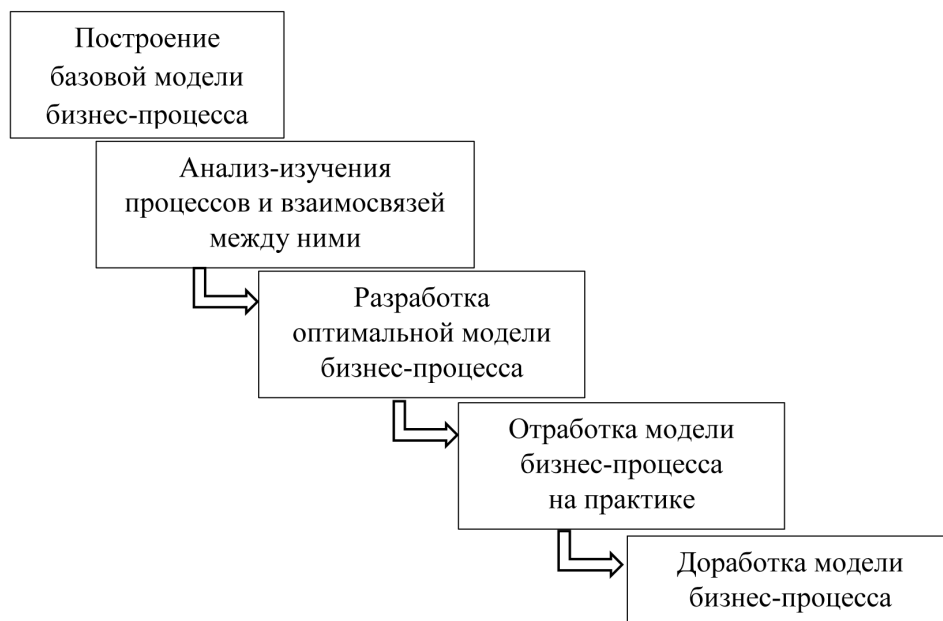 Построение
базовой модели
бизнес-процесса
Анализ-изучения
процессов и взаимосвязей
между ними
Разработка
оптимальной модели
бизнес-процесса
Отработка модели
бизнес-процесса
на практике
Доработка модели
бизнес-процесса